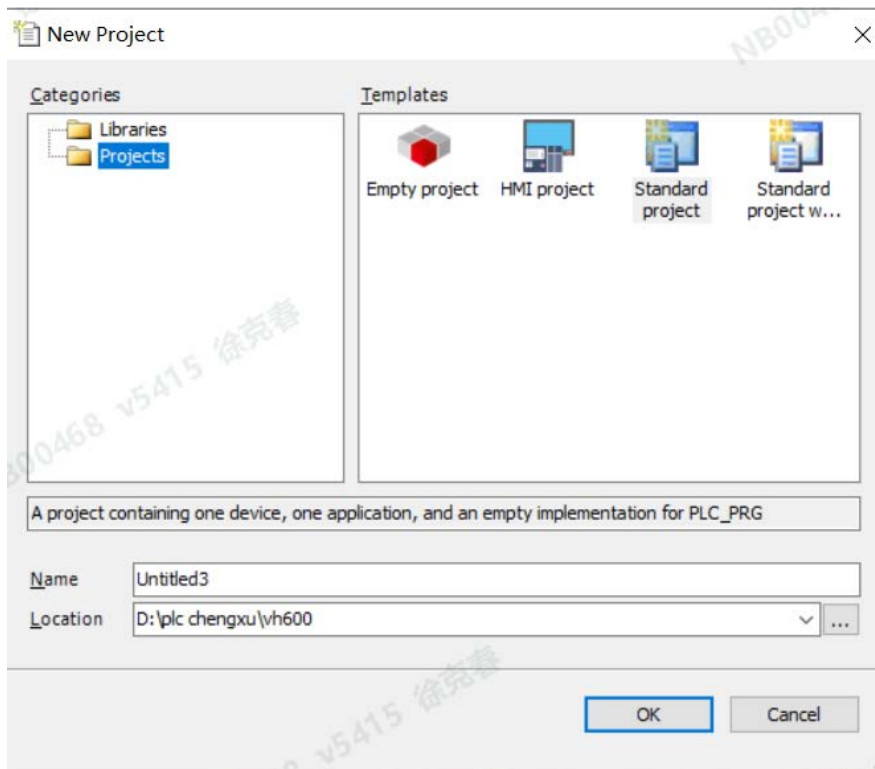 New Project
Categories
Templates
Libraries
Projects
Empty project
HMI project
Standard
project
Standard
project w...
A project containing one device, one application, and an empty implementation for PLC_PRG
Name
Untitled3
Location
D:\plc chengxu\vh600
...
OK
Cancel
v5415 徐克春
v5415 徐克春